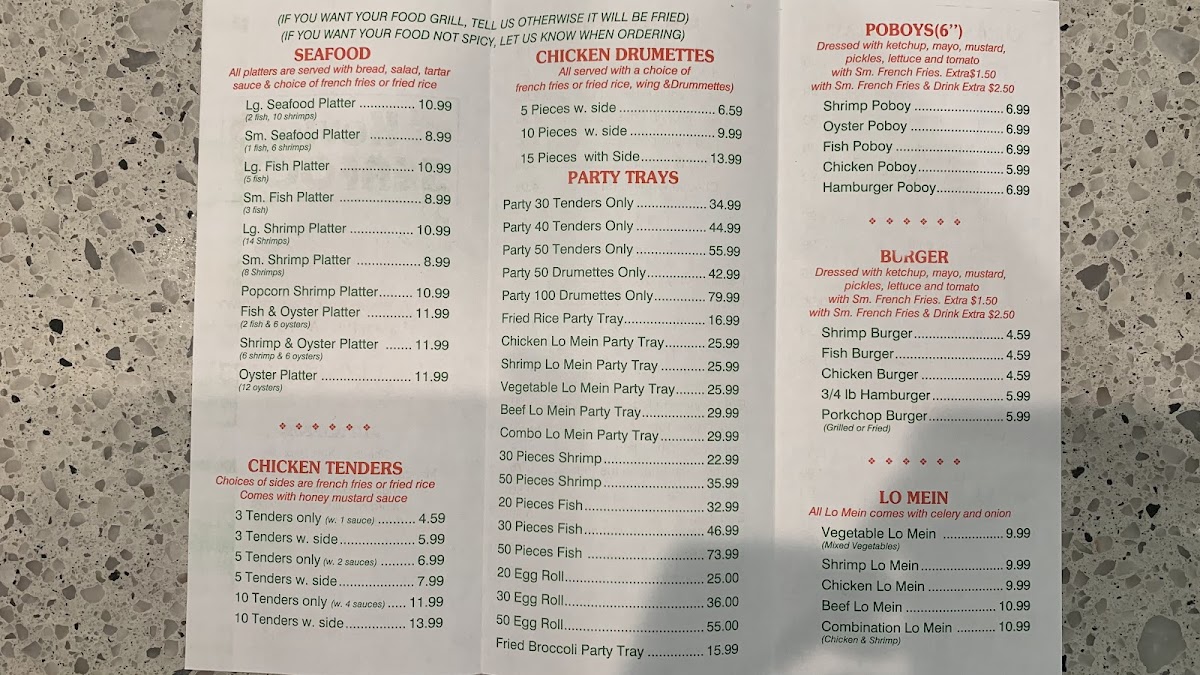 (IF YOU WANT YOUR FOOD GRILL, TELL US OTHERWISE IT WILL BE FRIED)
(IF YOU WANT YOUR FOOD NOT SPICY, LET US KNOW WHEN ORDERING)
SEAFOOD
All platters are served with bread, salad, tartar
sauce & choice of french fries or fried rice
Lg. Seafood Platter .............. 10.99
(2 fish, 10 shrimps)
Sm. Seafood Platter ............. 8.99
(1 fish, 6 shrimps)
Lg. Fish Platter .................. 10.99
(5 fish)
Sm. Fish Platter .................... 8.99
(3 fish)
Lg. Shrimp Platter ................ 10.99
(14 Shrimps)
Sm. Shrimp Platter ................ 8.99
(8 Shrimps)
Popcorn Shrimp Platter......... 10.99
Fish & Oyster Platter ............ 11.99
(2 fish & 6 oysters)
Shrimp & Oyster Platter ....... 11.99
(6 shrimp & 6 oysters)
Oyster Platter ...................... 11.99
(12 oysters)
CHICKEN TENDERS
Choices of sides are french fries or fried rice
Comes with honey mustard sauce
3 Tenders only (w. 1 sauce) .......... 4.59
3 Tenders w. side.................... 5.99
5 Tenders only (w. 2 sauces) ......... 6.99
5 Tenders w. side.................... 7.99
10 Tenders only (w. 4 sauces) ..... 11.99
10 Tenders w. side................. 13.99
CHICKEN DRUMETTES
All served with a choice of
french fries or fried rice, wing &Drummettes)
5 Pieces w. side ........................ 6.59
10 Pieces w. side ...................... 9.99
15 Pieces with Side................. 13.99
PARTY TRAYS
Party 30 Tenders Only ................. 34.99
Party 40 Tenders Only ................. 44.99
Party 50 Tenders Only ................. 55.99
Party 50 Drumettes Only............... 42.99
Party 100 Drumettes Only............. 79.99
Fried Rice Party Tray.................... 16.99
Chicken Lo Mein Party Tray.......... 25.99
Shrimp Lo Mein Party Tray ........... 25.99
Vegetable Lo Mein Party Tray....... 25.99
Beef Lo Mein Party Tray............... 29.99
Combo Lo Mein Party Tray........... 29.99
30 Pieces Shrimp......................... 22.99
50 Pieces Shrimp......................... 35.99
20 Pieces Fish.............................. 32.99
30 Pieces Fish.............................. 46.99
50 Pieces Fish ............................. 73.99
20 Egg Roll................................... 25.00
30 Egg Roll................................... 36.00
50 Egg Roll................................... 55.00
Fried Broccoli Party Tray .............. 15.99
POBOYS(6'')
Dressed with ketchup, mayo, mustard,
pickles, lettuce and tomato
with Sm. French Fries. Extra$1.50
with Sm. French Fries & Drink Extra $2.50
Shrimp Poboy ...................... 6.99
Oyster Poboy ....................... 6.99
Fish Poboy .......................... 6.99
Chicken Poboy..................... 5.99
Hamburger Poboy................ 6.99
BURGER
Dressed with ketchup, mayo, mustard,
pickles, lettuce and tomato
with Sm. French Fries. Extra $1.50
with Sm. French Fries & Drink Extra $2.50
Shrimp Burger...................... 4.59
Fish Burger........................... 4.59
Chicken Burger .................... 4.59
3/4 lb Hamburger.................. 5.99
Porkchop Burger................... 5.99
(Grilled or Fried)
LO MEIN
All Lo Mein comes with celery and onion
Vegetable Lo Mein ............... 9.99
(Mixed Vegetables)
Shrimp Lo Mein.................... 9.99
Chicken Lo Mein .................. 9.99
Beef Lo Mein ...................... 10.99
Combination Lo Mein .......... 10.99
(Chicken & Shrimp)